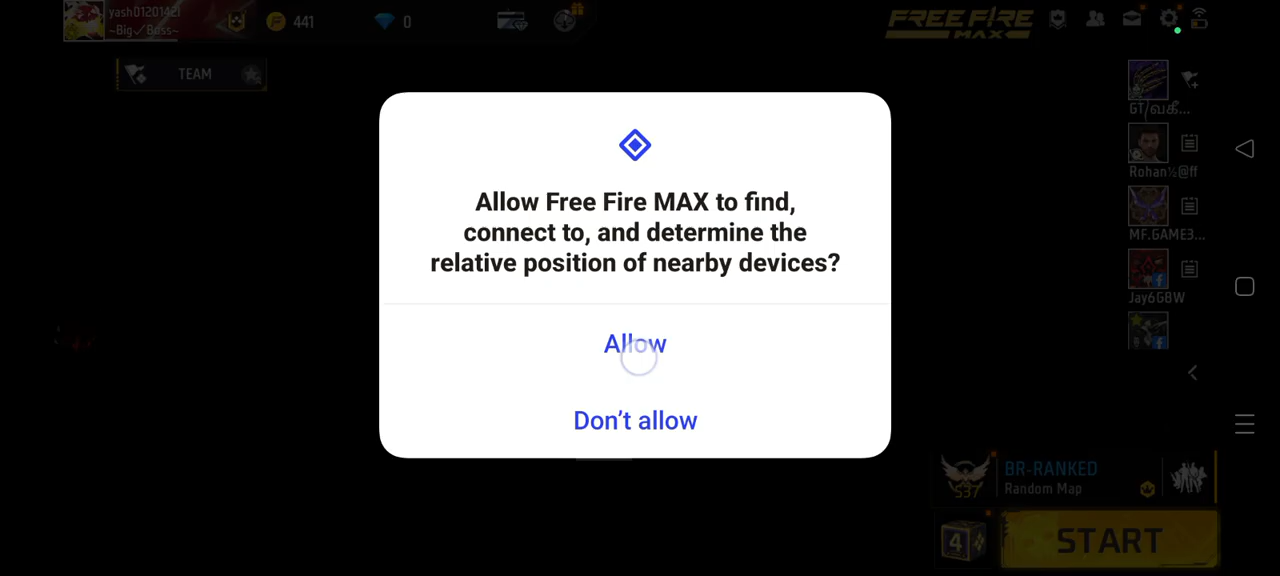 yash0120142l
~Big✓Bass~
441
0
FREE FIRE
MAX
TEAM
GT/வகீ...
Rohan½@ff
MF.GAME3...
Jay6GBW
Allow Free Fire MAX to find,
connect to, and determine the
relative position of nearby devices?
Allow
Don’t allow
BR-RANKED
Random Map
S37
4
START